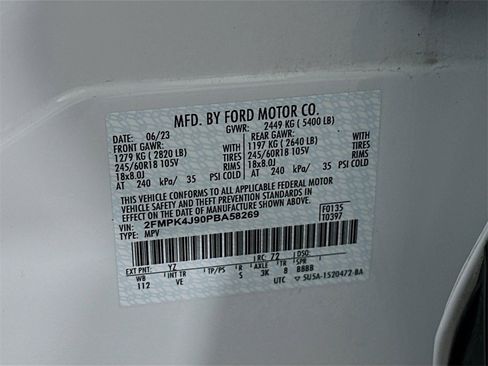 MFD. BY FORD MOTOR CO.
DATE: 06/23 GVWR: 2449 KG ( 5400 LB)
FRONT GAWR: REAR GAWR:
1279 KG ( 2820 LB) WITH 1197 KG ( 2640 LB) WITH
245/60R18 105V TIRES 245/60R18 105V TIRES
18x8.0J RIMS 18x8.0J RIMS
AT 240 kPa/ 35 PSI COLD AT 240 kPa/ 35 PSI COLD
THIS VEHICLE CONFORMS TO ALL APPLICABLE FEDERAL MOTOR
VEHICLE SAFETY AND THEFT PREVENTION STANDARDS IN
EFFECT ON THE DATE OF MANUFACTURE SHOWN ABOVE.
VIN: 2FMPK4J90PBA58269 F0135
TYPE: MPV T0397
EXT PNT: YZ RC: 72 DSO:
WB INT TR TP/PS R AXLE TR SPR
112 VE S 3K 8 BBBB
UTC ▽ 5U5A-1520472-BA